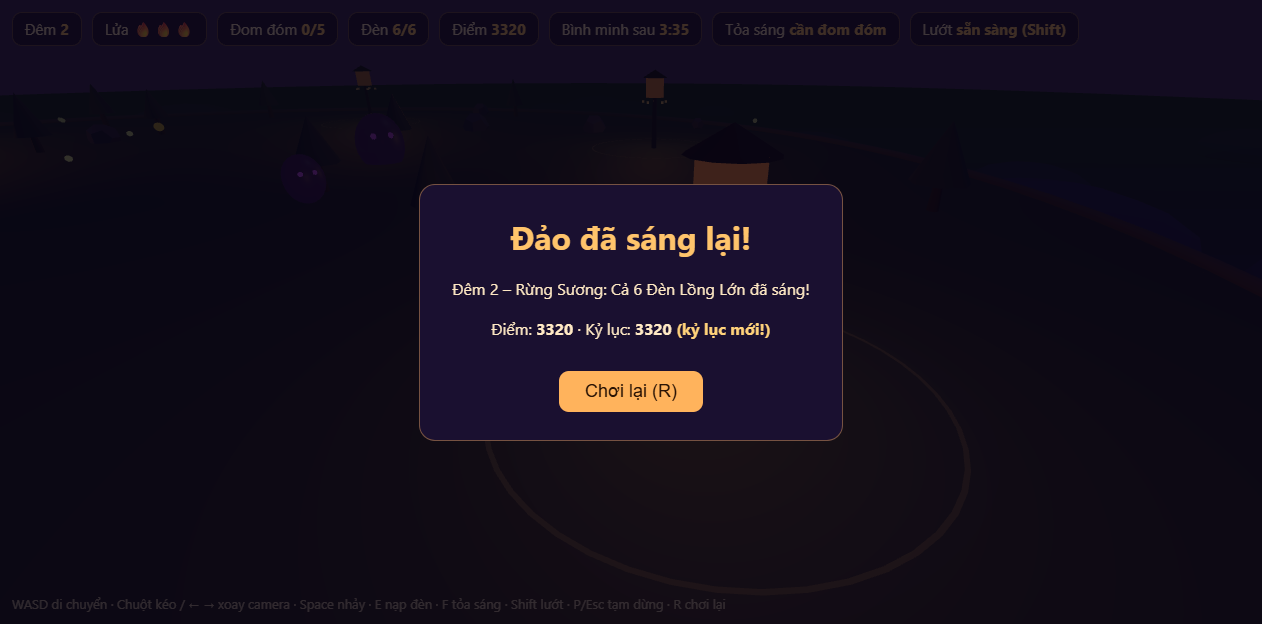 Đêm 2 Lửa 🔥 🔥 🔥 Đom đóm 0/5 Đèn 6/6 Điểm 3320 Bình minh sau 3:35 Tỏa sáng cần đom đóm Lướt sẵn sàng (Shift)
Đảo đã sáng lại!
Đêm 2 – Rừng Sương: Cả 6 Đèn Lồng Lớn đã sáng!
Điểm: 3320 · Kỷ lục: 3320 (kỷ lục mới!)
Chơi lại (R)
WASD di chuyển · Chuột kéo / ← → xoay camera · Space nhảy · E nạp đèn · F tỏa sáng · Shift lướt · P/Esc tạm dừng · R chơi lại